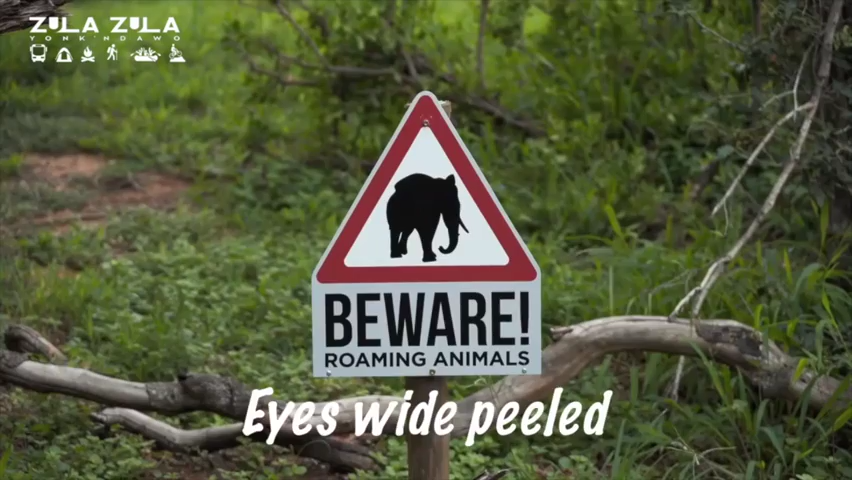 ZULA ZULA
YONK'NDAWO
BEWARE!
ROAMING ANIMALS
Eyes wide peeled